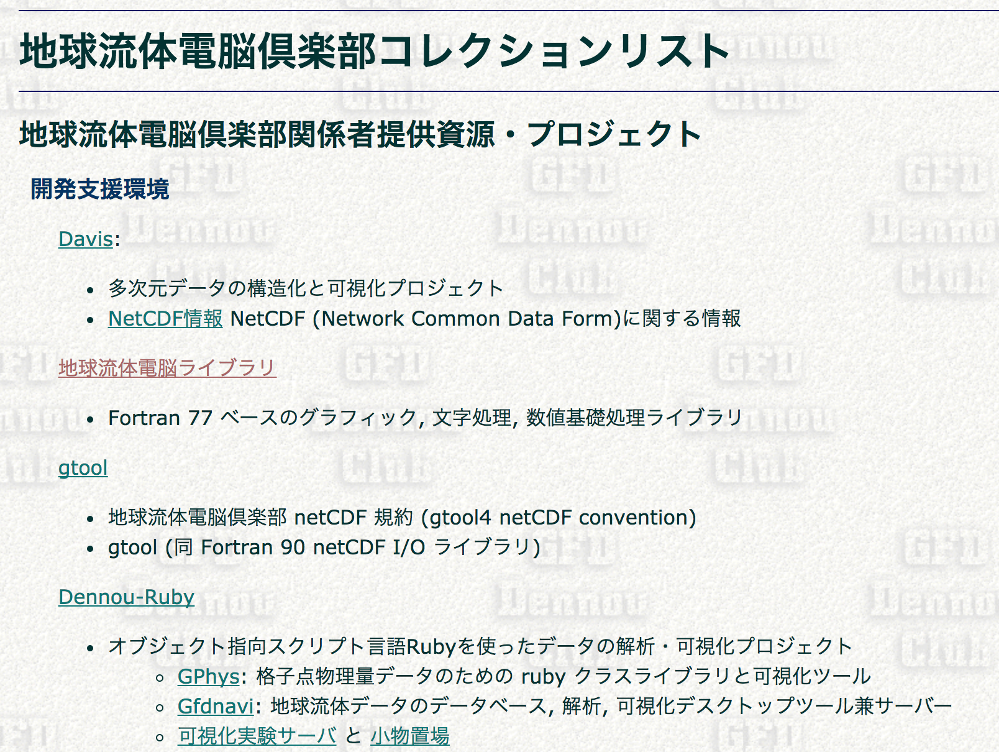 地球流体電脳倶楽部コレクションリスト
地球流体電脳倶楽部関係者提供資源・プロジェクト
開発支援環境
Davis:
多次元データの構造化と可視化プロジェクト
NetCDF情報 NetCDF (Network Common Data Form)に関する情報
地球流体電脳ライブラリ
Fortran 77 ベースのグラフィック, 文字処理, 数値基礎処理ライブラリ
gtool
地球流体電脳倶楽部 netCDF 規約 (gtool4 netCDF convention)
gtool (同 Fortran 90 netCDF I/O ライブラリ)
Dennou-Ruby
オブジェクト指向スクリプト言語Rubyを使ったデータの解析・可視化プロジェクト
GPhys: 格子点物理量データのための ruby クラスライブラリと可視化ツール
Gfdnavi: 地球流体データのデータベース, 解析, 可視化デスクトップツール兼サーバー
可視化実験サーバ と 小物置場